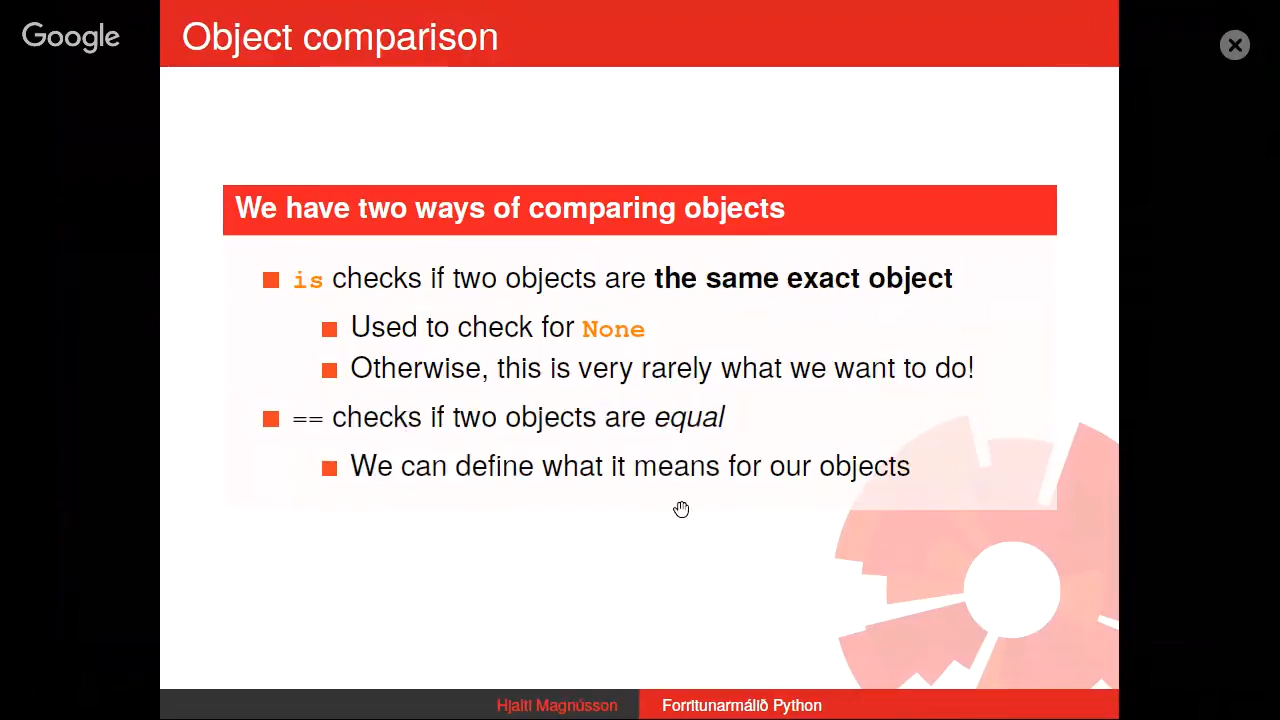 Google
Object comparison
We have two ways of comparing objects
is checks if two objects are the same exact object
Used to check for None
Otherwise, this is very rarely what we want to do!
== checks if two objects are equal
We can define what it means for our objects
Hjalti Magnússon
Forritunarmálið Python